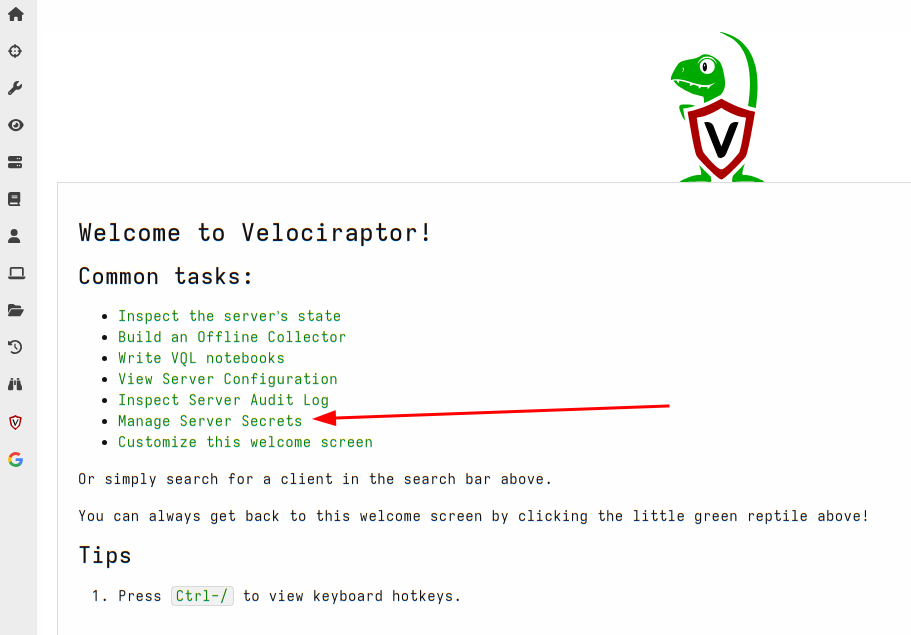 V
Welcome to Velociraptor!
Common tasks:
Inspect the server's state
Build an Offline Collector
Write VQL notebooks
View Server Configuration
Inspect Server Audit Log
Manage Server Secrets
Customize this welcome screen
Or simply search for a client in the search bar above.
You can always get back to this welcome screen by clicking the little green reptile above!
Tips
1. Press Ctrl-/ to view keyboard hotkeys.